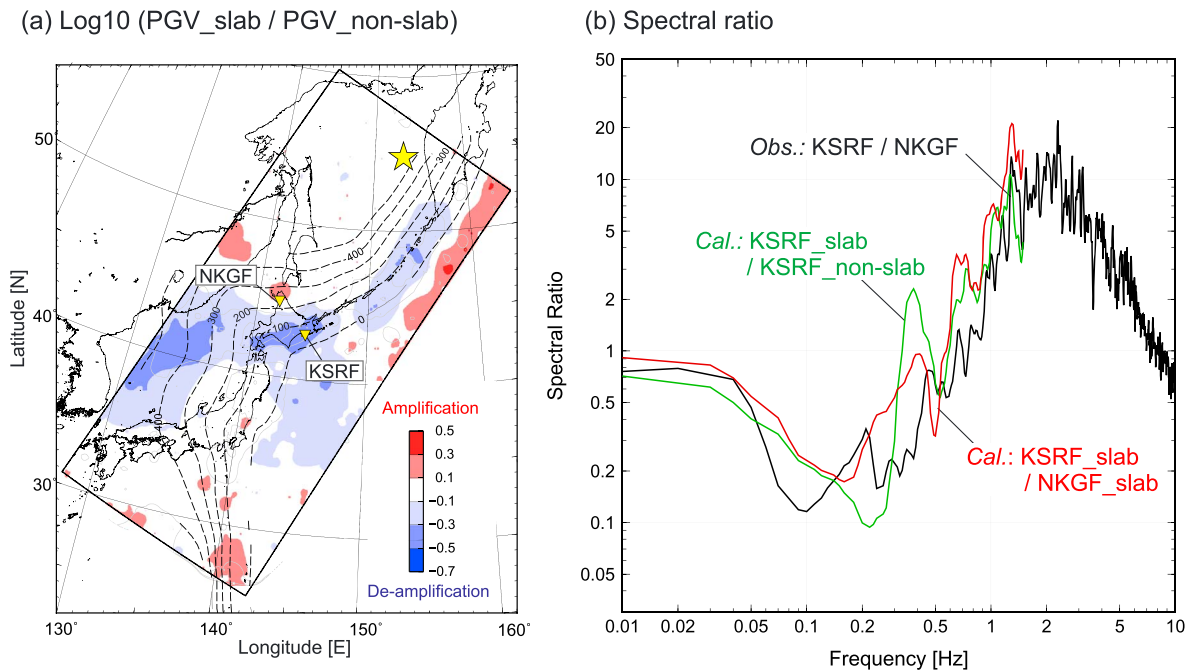 (a) Log10 (PGV_slab / PGV_non-slab)
(b) Spectral ratio
50
40
30
Latitude [N]
130
140
150
160
Longitude [E]
300
400
300
200
100
0
400
NKGF
KSRF
Amplification
0.5
0.3
0.1
−0.1
−0.3
−0.5
−0.7
De-amplification
50
20
10
5
2
1
0.5
0.2
0.1
0.05
Spectral Ratio
Obs.: KSRF / NKGF
Cal.: KSRF_slab
/ KSRF_non-slab
Cal.: KSRF_slab
/ NKGF_slab
0.01
0.02
0.05
0.1
0.2
0.5
1
2
5
10
Frequency [Hz]